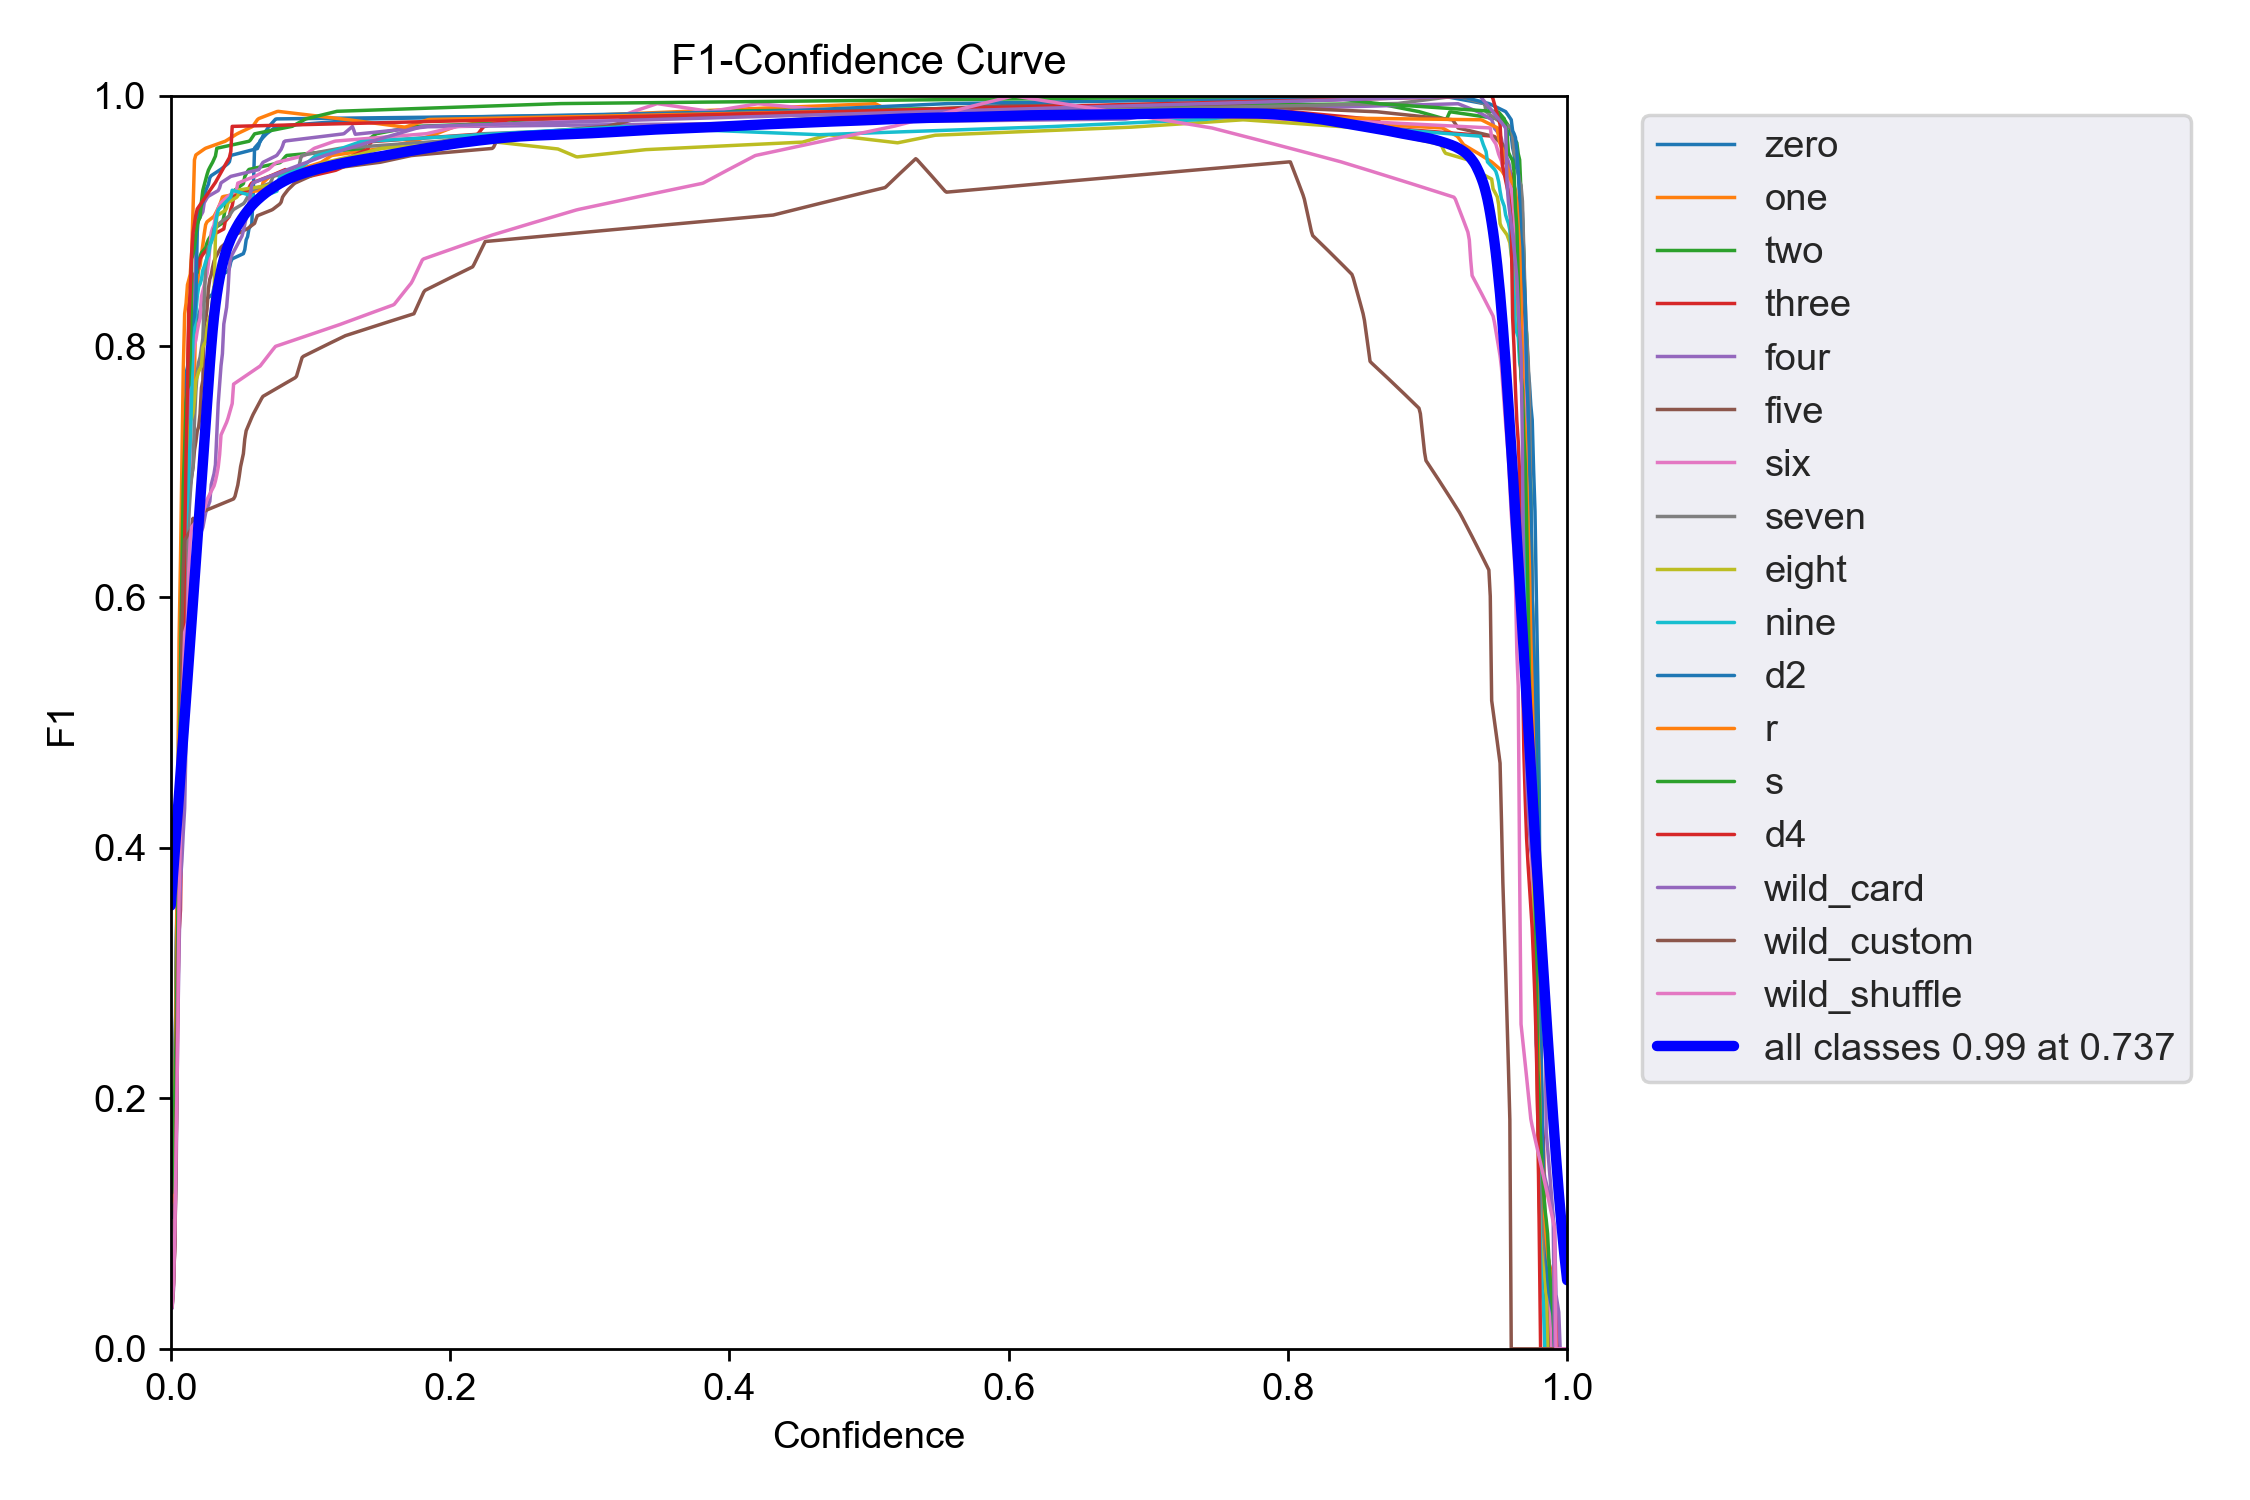 F1-Confidence Curve
1.0
0.8
0.6
0.4
0.2
0.0
F1
0.0 0.2 0.4 0.6 0.8 1.0
Confidence
zero
one
two
three
four
five
six
seven
eight
nine
d2
r
s
d4
wild_card
wild_custom
wild_shuffle
all classes 0.99 at 0.737